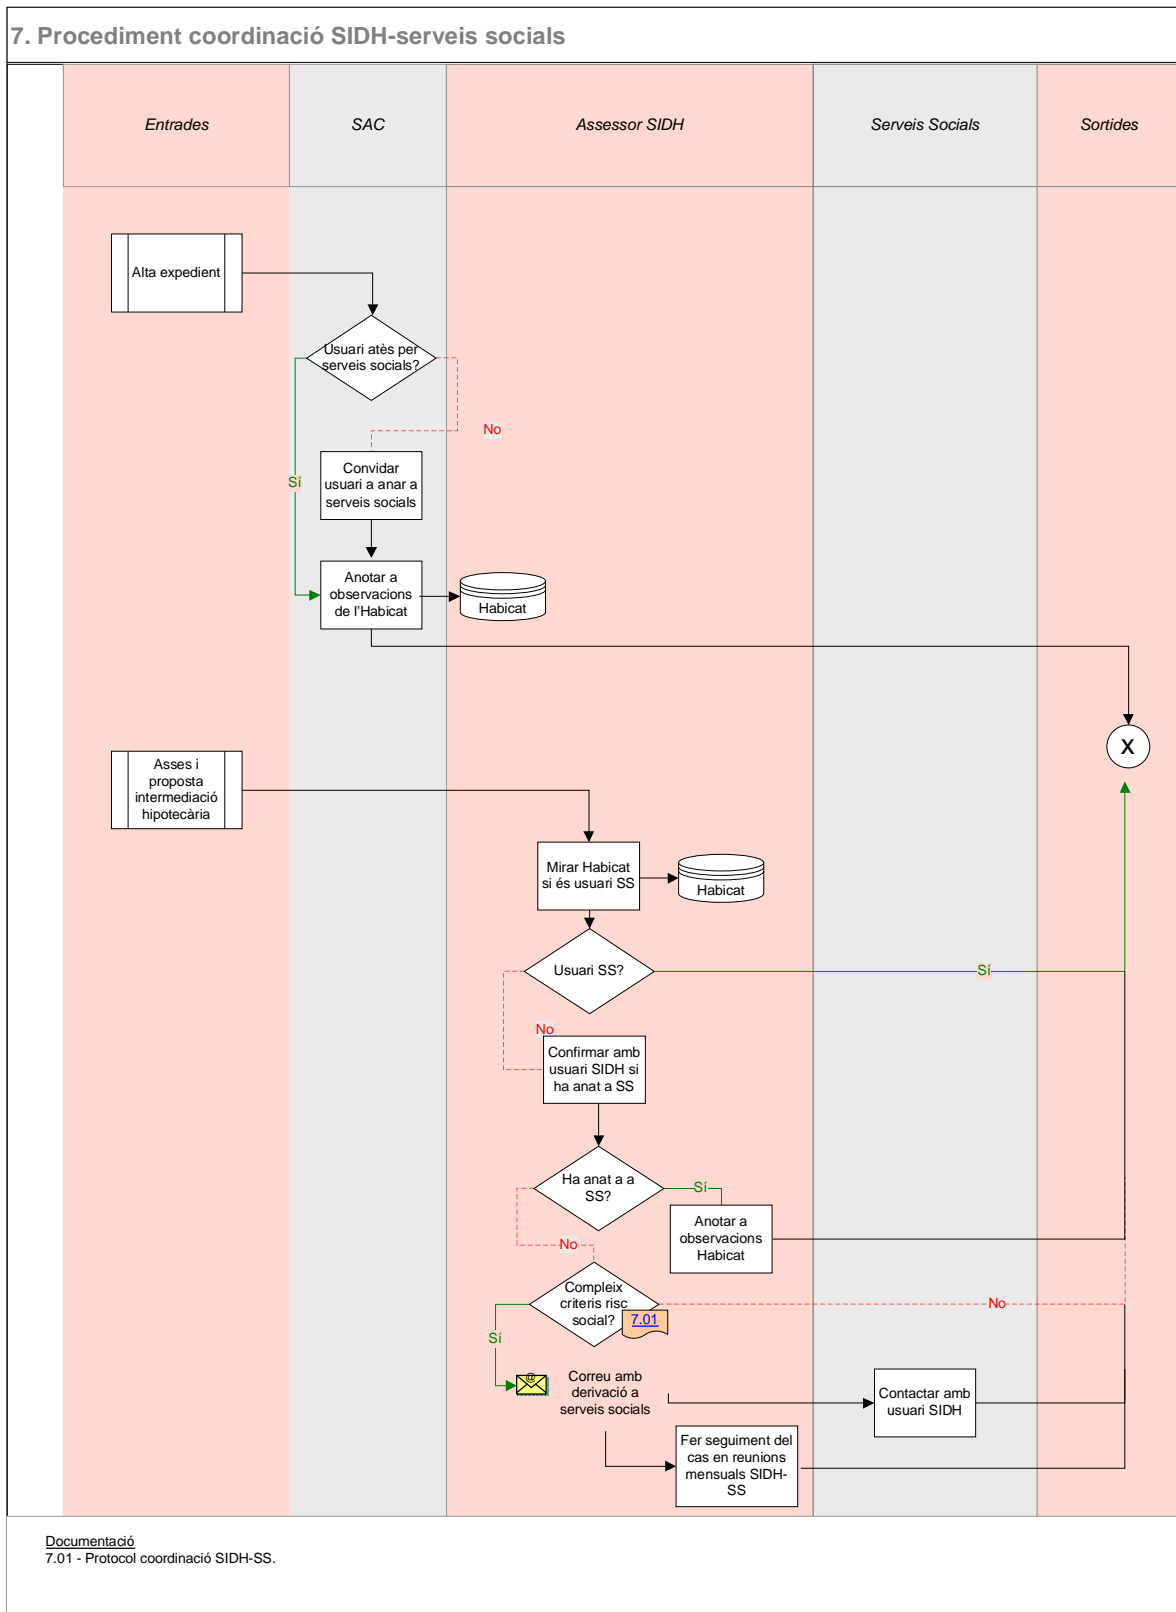 7. Procediment coordinació SIDH-serveis socials
Entrades
SAC
Assessor SIDH
Serveis Socials
Sortides
Alta expedient
Usuari atès per
serveis socials?
No
Sí
Convidar
usuari a anar a
serveis socials
Anotar a
observacions
de l'Habicat
Habicat
X
Asses i
proposta
intermediació
hipotecària
Mirar Habicat
si és usuari SS
Habicat
Usuari SS?
Sí
No
Confirmar amb
usuari SIDH si
ha anat a SS
Ha anat a a
SS?
Sí
Anotar a
observacions
Habicat
No
Compleix
criteris risc
social?
7.01
No
Sí
@
Correu amb
derivació a
serveis socials
Contactar amb
usuari SIDH
Fer seguiment del
cas en reunions
mensuals SIDH-
SS
Documentació
7.01 - Protocol coordinació SIDH-SS.